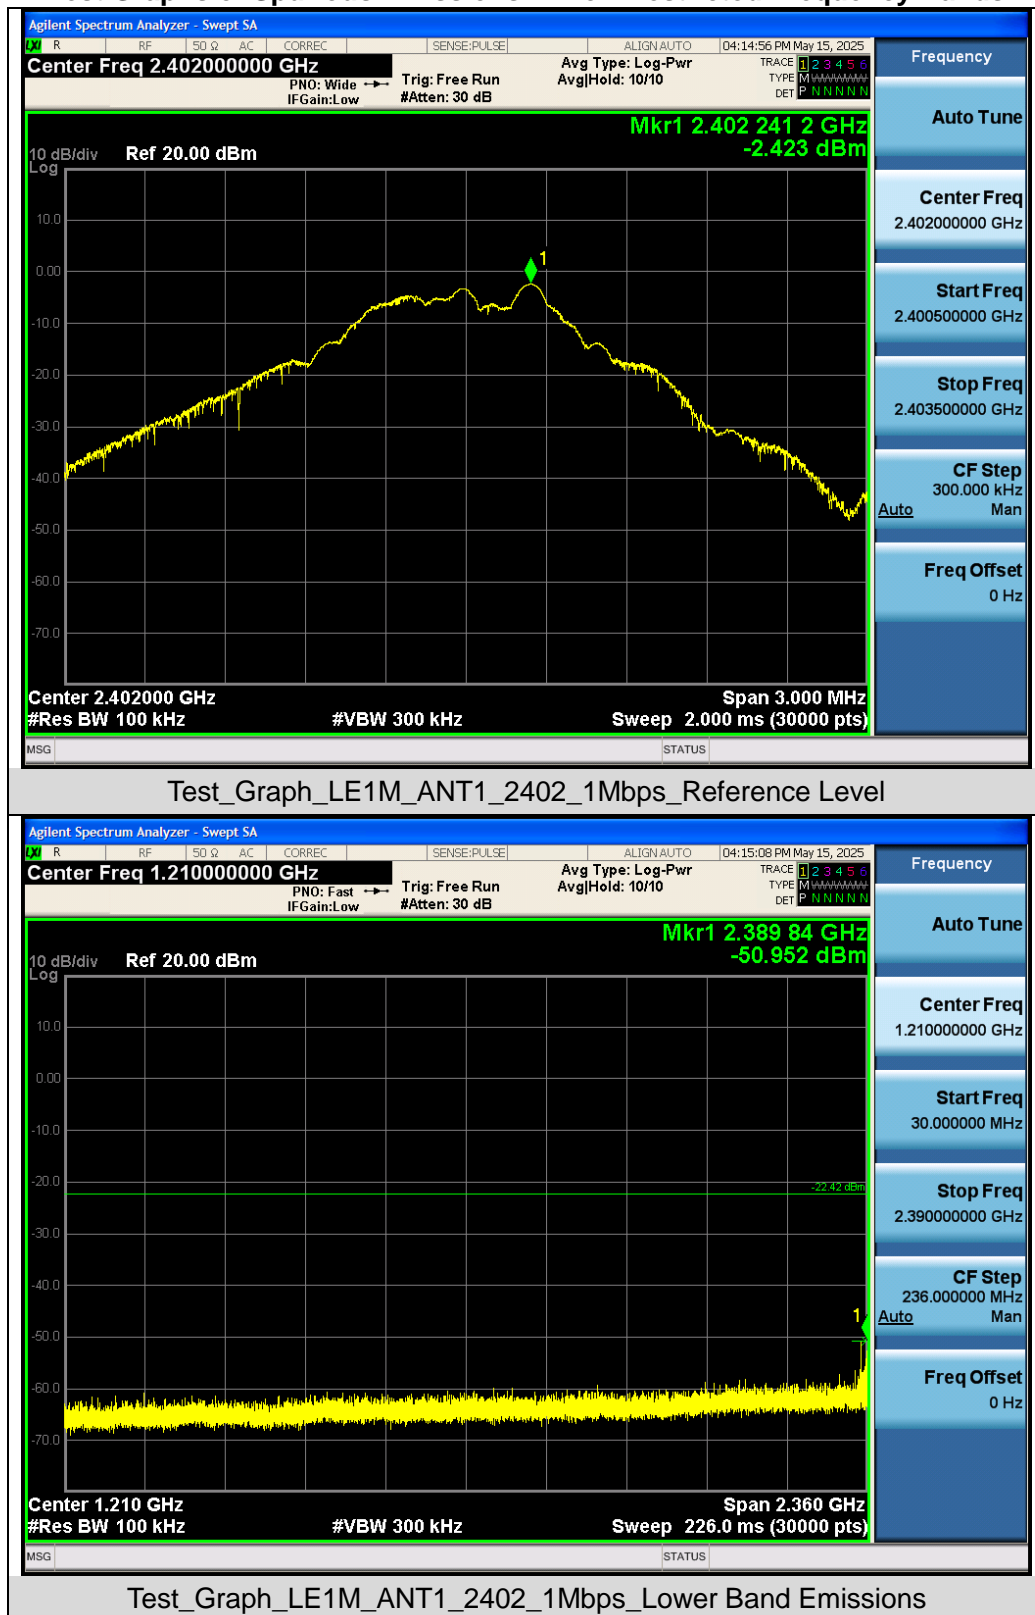 Agilent Spectrum Analyzer - Swept SA
LXI R RF 50 Ω AC CORREC SENSE:PULSE ALIGN AUTO 04:14:56 PM May 15, 2025
Center Freq 2.402000000 GHz
PNO: Wide Trig: Free Run Avg Type: Log-Pwr TRACE 1 2 3 4 5 6
IFGain:Low #Atten: 30 dB Avg|Hold: 10/10 TYPE M WWWWW
DET P N N N N N
Mkr1 2.402 241 2 GHz
-2.423 dBm
10 dB/div Ref 20.00 dBm
Log
10.0
0.00
1
-10.0
-20.0
-30.0
-40.0
-50.0
-60.0
-70.0
Center 2.402000 GHz Span 3.000 MHz
#Res BW 100 kHz #VBW 300 kHz Sweep 2.000 ms (30000 pts)
MSG STATUS
Frequency
Auto Tune
Center Freq
2.402000000 GHz
Start Freq
2.400500000 GHz
Stop Freq
2.403500000 GHz
CF Step
300.000 kHz
Auto Man
Freq Offset
0 Hz
Test_Graph_LE1M_ANT1_2402_1Mbps_Reference Level
Agilent Spectrum Analyzer - Swept SA
LXI R RF 50 Ω AC CORREC SENSE:PULSE ALIGN AUTO 04:15:08 PM May 15, 2025
Center Freq 1.210000000 GHz
PNO: Fast Trig: Free Run Avg Type: Log-Pwr TRACE 1 2 3 4 5 6
IFGain:Low #Atten: 30 dB Avg|Hold: 10/10 TYPE M WWWWW
DET P N N N N N
Mkr1 2.389 84 GHz
-50.952 dBm
10 dB/div Ref 20.00 dBm
Log
10.0
0.00
-10.0
-20.0
-22.42 dBm
-30.0
-40.0
1
-50.0
-60.0
-70.0
Center 1.210 GHz Span 2.360 GHz
#Res BW 100 kHz #VBW 300 kHz Sweep 226.0 ms (30000 pts)
MSG STATUS
Frequency
Auto Tune
Center Freq
1.210000000 GHz
Start Freq
30.000000 MHz
Stop Freq
2.390000000 GHz
CF Step
236.000000 MHz
Auto Man
Freq Offset
0 Hz
Test_Graph_LE1M_ANT1_2402_1Mbps_Lower Band Emissions